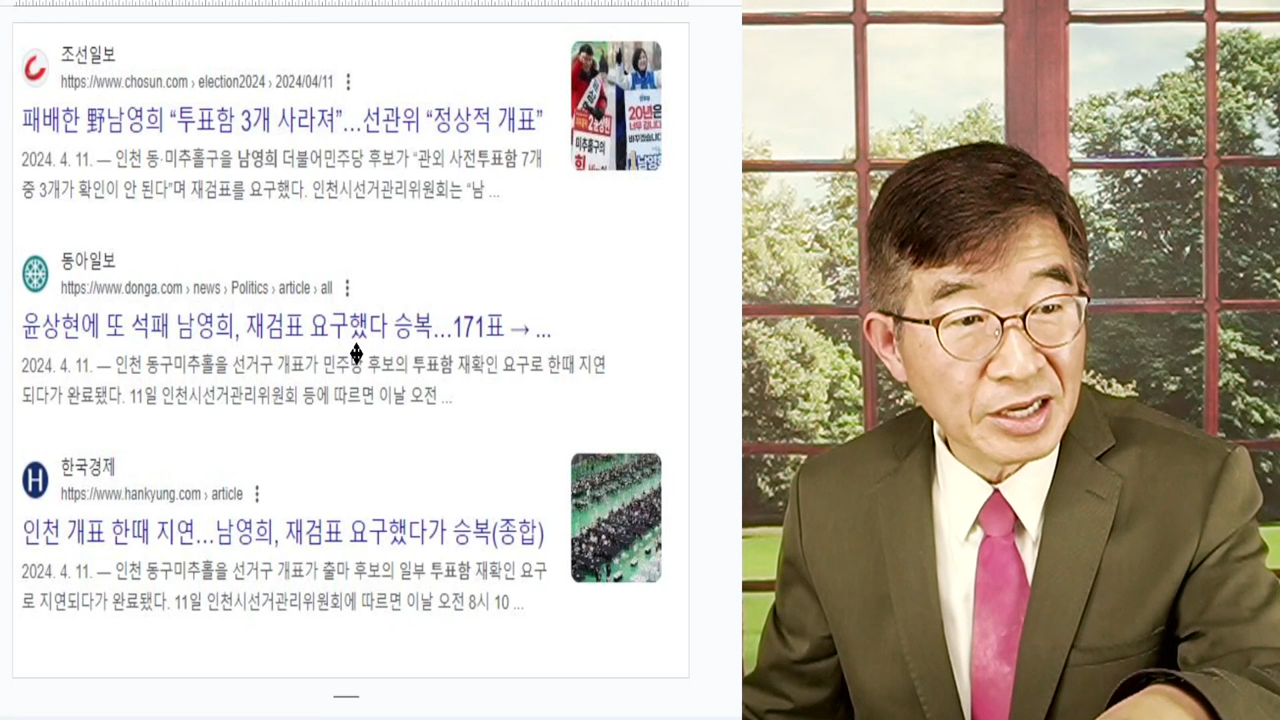 조선일보
https://www.chosun.com › election2024 › 2024/04/11
패배한 野남영희 “투표함 3개 사라져”...선관위 “정상적 개표”
2024. 4. 11. — 인천 동·미추홀구을 남영희 더불어민주당 후보가 “관외 사전투표함 7개
중 3개가 확인이 안 된다”며 재검표를 요구했다. 인천시선거관리위원회는 “남 ...
20년은
너무 깁니다
미추홀구의
동아일보
https://www.donga.com › news › Politics › article › all
윤상현에 또 석패 남영희, 재검표 요구했다 승복...171표 → ...
2024. 4. 11. — 인천 동구미추홀을 선거구 개표가 민주당 후보의 투표함 재확인 요구로 한때 지연
되다가 완료됐다. 11일 인천시선거관리위원회 등에 따르면 이날 오전 ...
한국경제
https://www.hankyung.com › article
인천 개표 한때 지연...남영희, 재검표 요구했다가 승복(종합)
2024. 4. 11. — 인천 동구미추홀을 선거구 개표가 출마 후보의 일부 투표함 재확인 요구
로 지연되다가 완료됐다. 11일 인천시선거관리위원회에 따르면 이날 오전 8시 10 ...